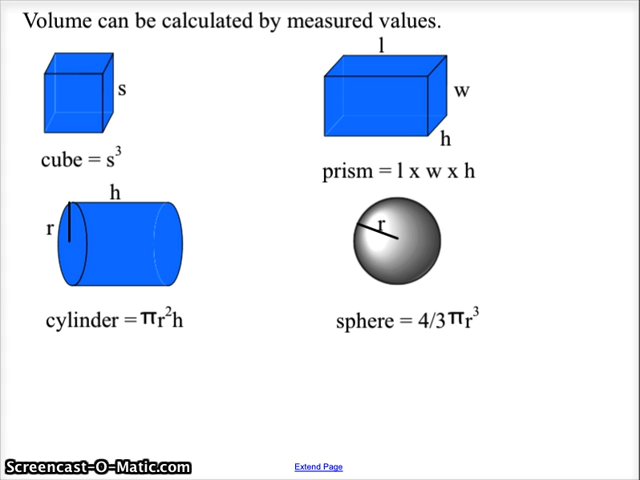 Volume can be calculated by measured values.
l
s
w
h
cube = s³
prism = l x w x h
h
r
r
cylinder = πr²h
sphere = 4/3πr³
Screencast-O-Matic.com
Extend Page